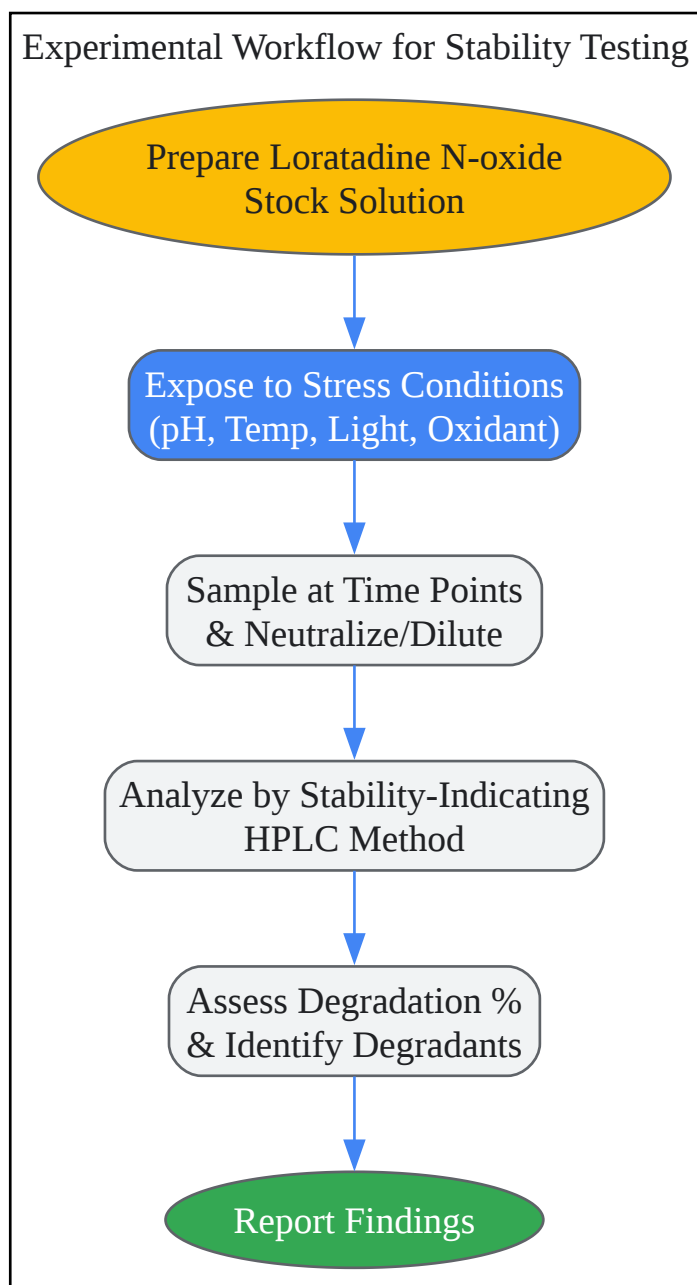 Experimental Workflow for Stability Testing
Prepare Loratadine N-oxide
Stock Solution
Expose to Stress Conditions
(pH, Temp, Light, Oxidant)
Sample at Time Points
& Neutralize/Dilute
Analyze by Stability-Indicating
HPLC Method
Assess Degradation %
& Identify Degradants
Report Findings